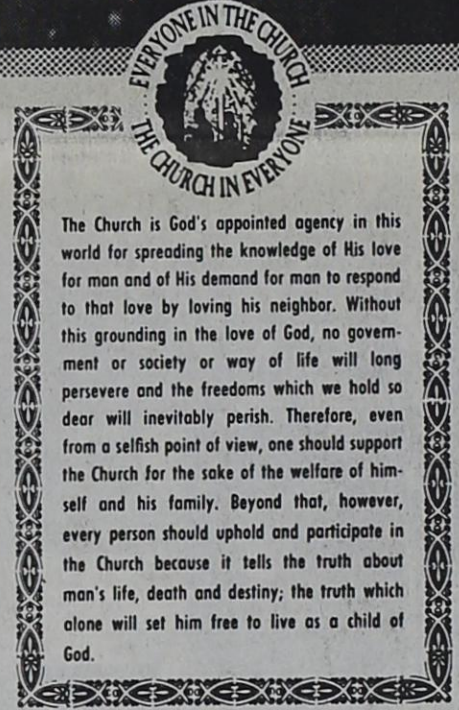 EVERYONE IN THE CHURCH
THE CHURCH IN EVERYONE
The Church is God's appointed agency in this
world for spreading the knowledge of His love
for man and of His demand for man to respond
to that love by loving his neighbor. Without
this grounding in the love of God, no govern-
ment or society or way of life will long
persevere and the freedoms which we hold so
dear will inevitably perish. Therefore, even
from a selfish point of view, one should support
the Church for the sake of the welfare of him-
self and his family. Beyond that, however,
every person should uphold and participate in
the Church because it tells the truth about
man's life, death and destiny; the truth which
alone will set him free to live as a child of
God.